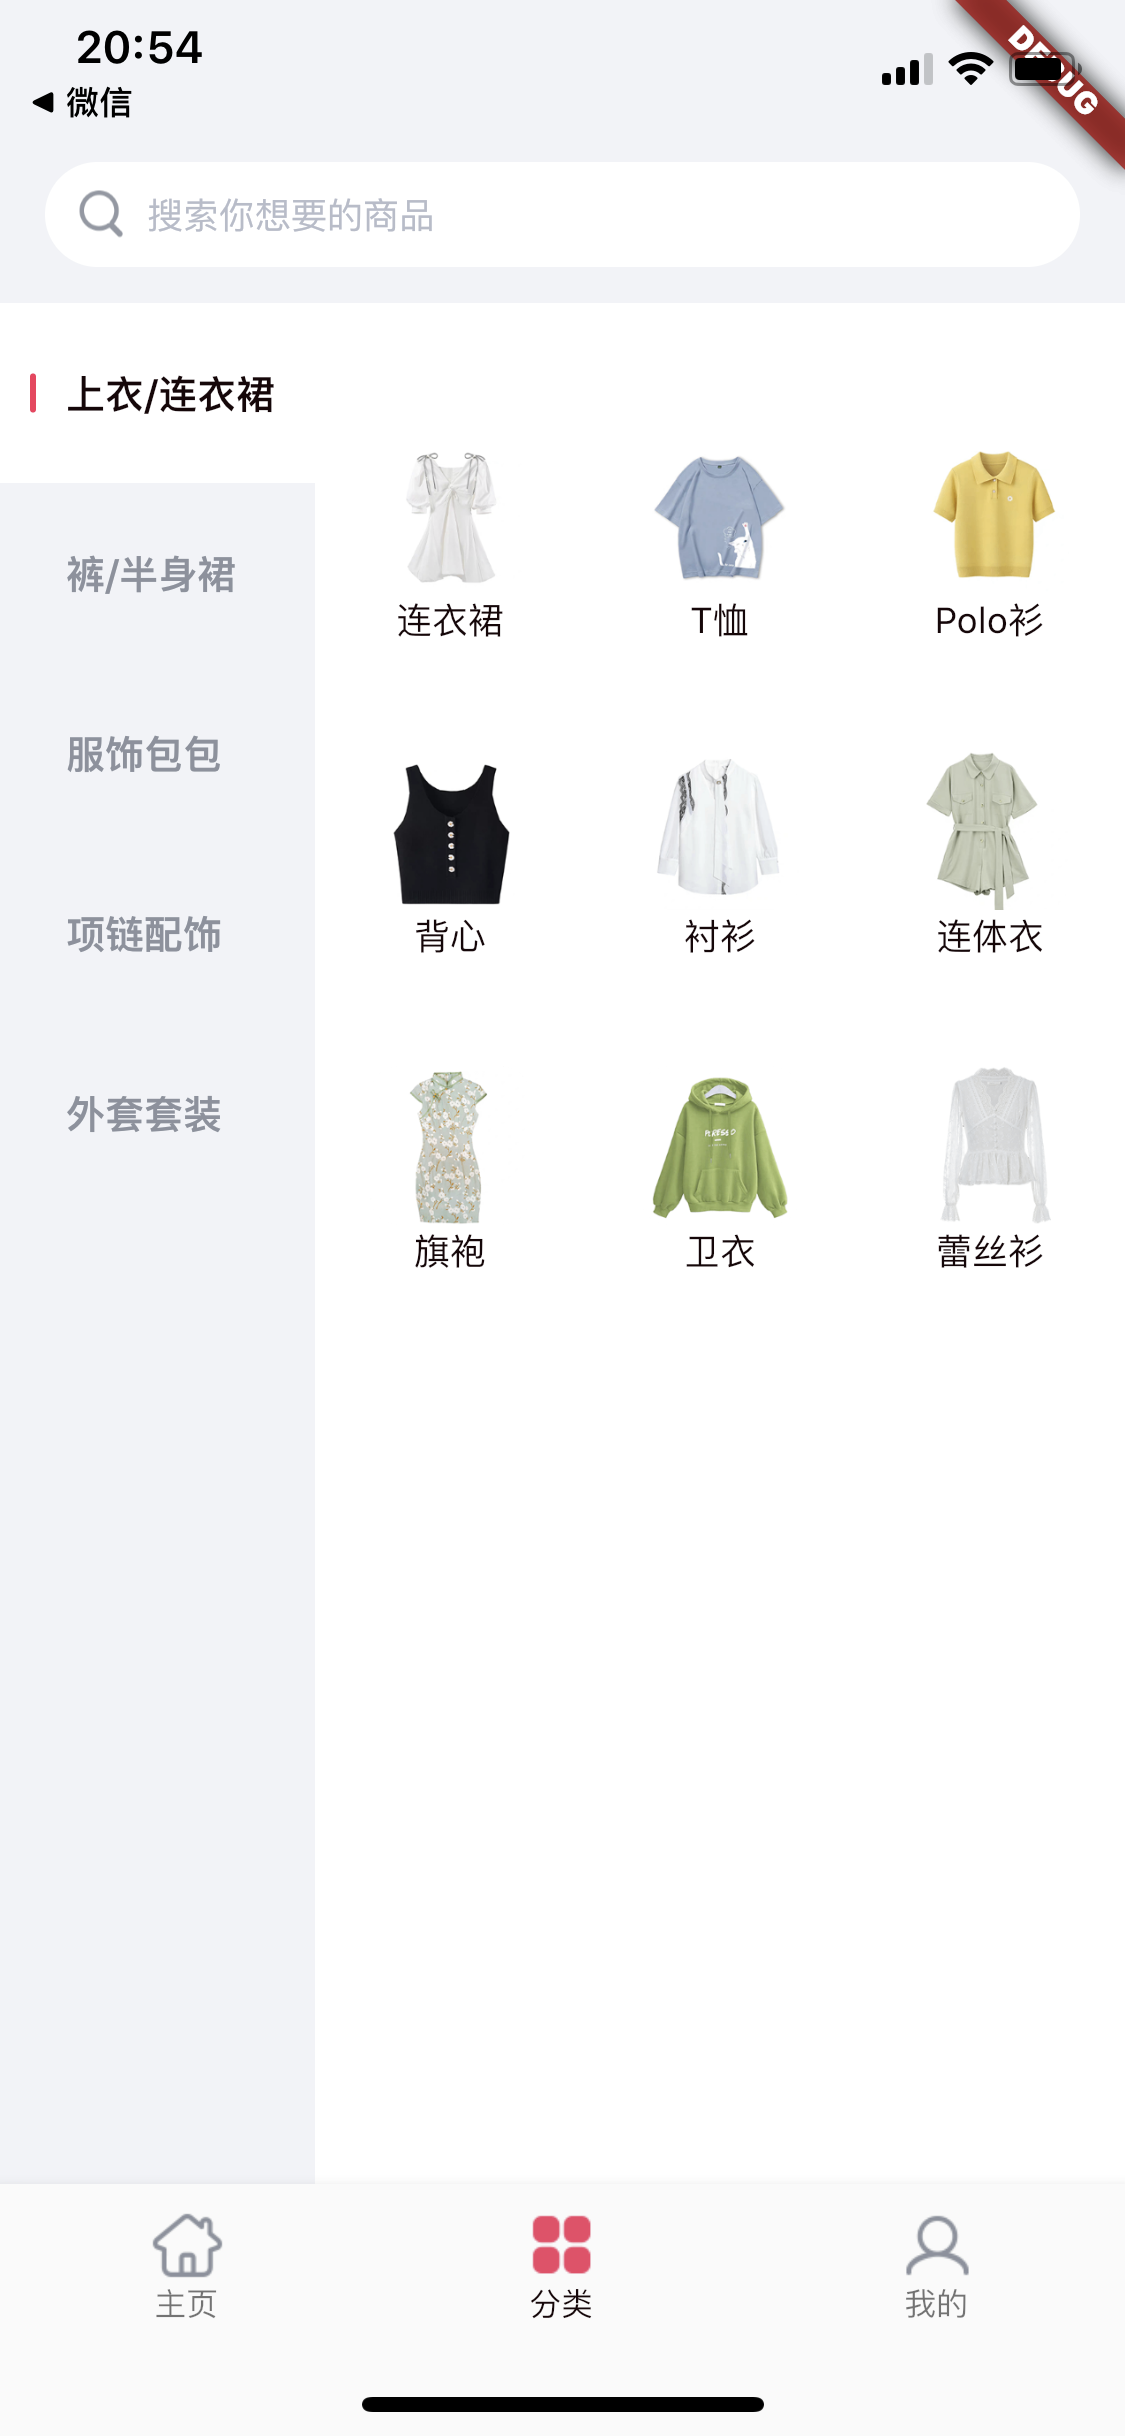 20:54
微信
DEBUG
搜索你想要的商品
上衣/连衣裙
裤/半身裙
服饰包包
项链配饰
外套套装
连衣裙
T恤
Polo衫
背心
衬衫
连体衣
旗袍
卫衣
蕾丝衫
主页
分类
我的